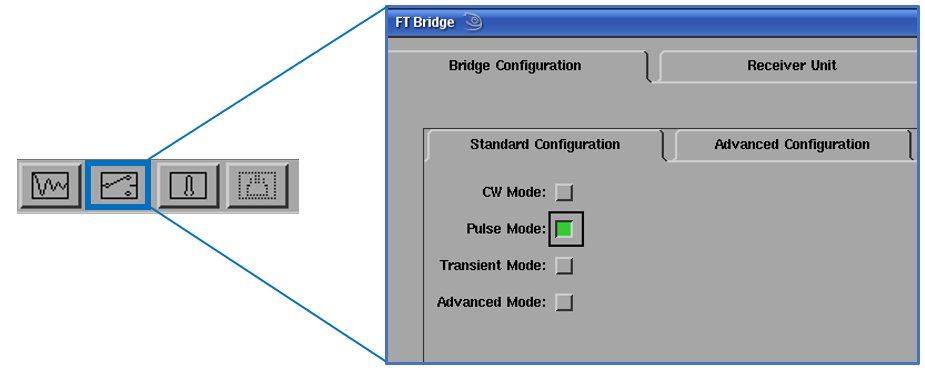 FT Bridge
Bridge Configuration Receiver Unit
Standard Configuration Advanced Configuration
CW Mode:
Pulse Mode:
Transient Mode:
Advanced Mode: